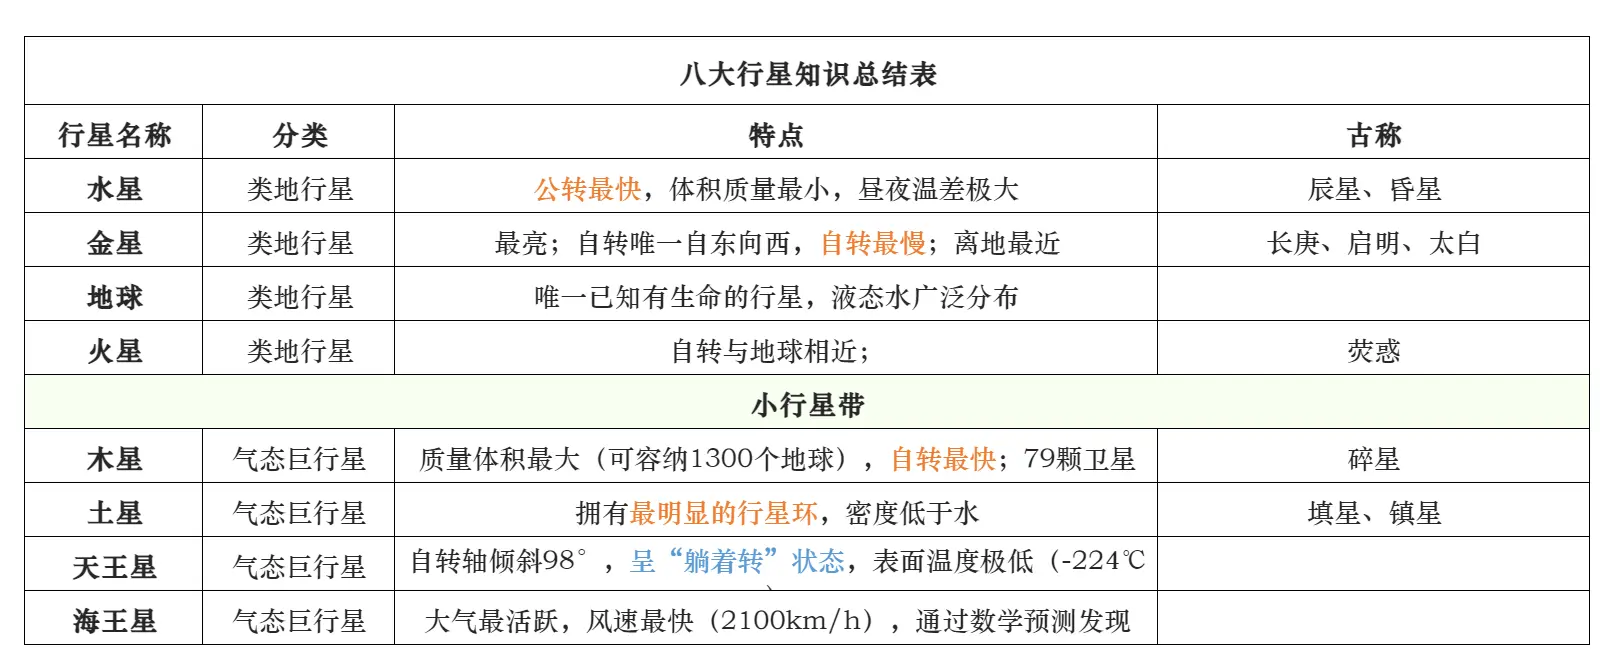 八大行星知识总结表
行星名称 分类 特点 古称
水星 类地行星 公转最快，体积质量最小，昼夜温差极大 辰星、昏星
金星 类地行星 最亮；自转唯一自东向西，自转最慢；离地最近 长庚、启明、太白
地球 类地行星 唯一已知有生命的行星，液态水广泛分布
火星 类地行星 自转与地球相近； 荧惑
小行星带
木星 气态巨行星 质量体积最大（可容纳1300个地球），自转最快；79颗卫星 碎星
土星 气态巨行星 拥有最明显的行星环，密度低于水 填星、镇星
天王星 气态巨行星 自转轴倾斜98°，呈“躺着转”状态，表面温度极低（-224℃
海王星 气态巨行星 大气最活跃，风速最快（2100km/h），通过数学预测发现